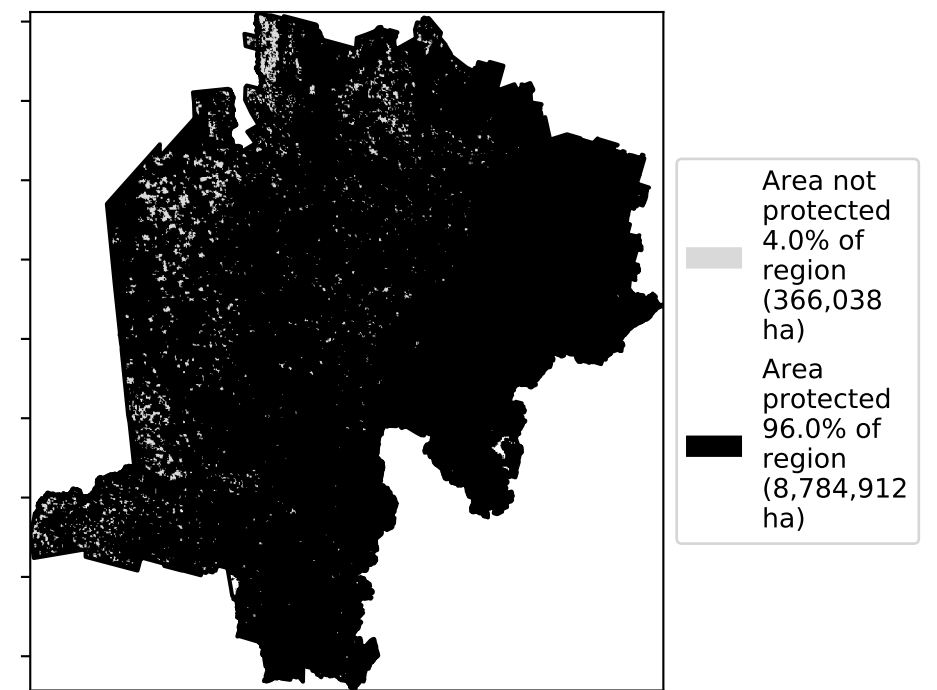 Area not
protected
4.0% of
region
(366,038
ha)
Area
protected
96.0% of
region
(8,784,912
ha)